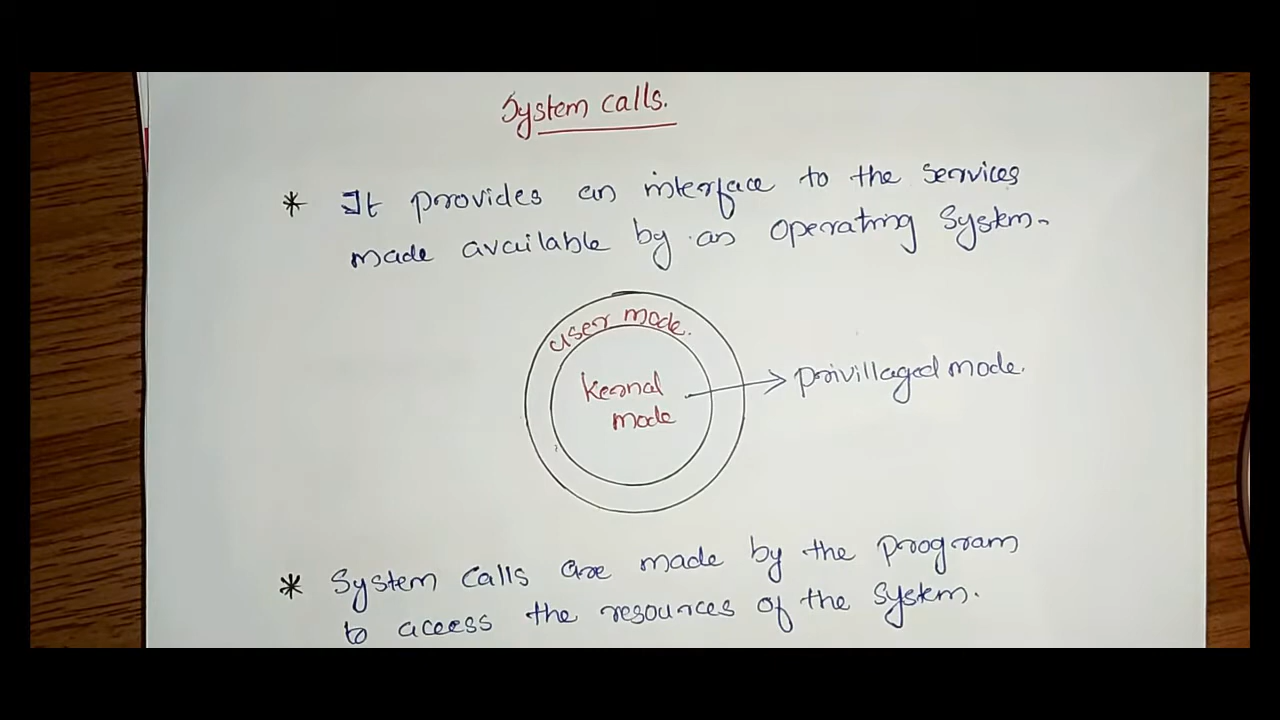 System calls.
* It provides an interface to the services
made available by an operating system.
user mode.
kernal
mode
privillaged mode.
* System calls are made by the program
to access the resources of the system.